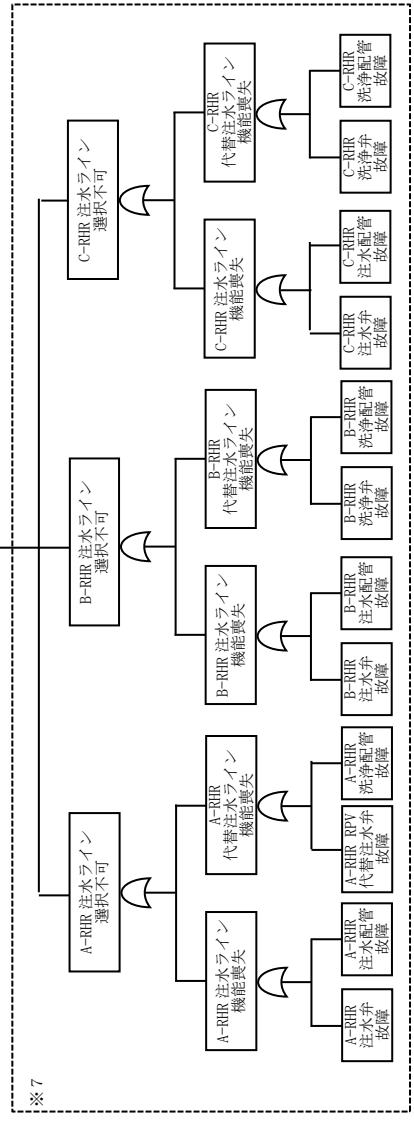 ※7
A-RHR 注水ライン
選択不可
B-RHR 注水ライン
選択不可
C-RHR 注水ライン
選択不可
A-RHR 注水ライン
機能喪失
A-RHR
代替注水ライン
機能喪失
B-RHR 注水ライン
機能喪失
B-RHR
代替注水ライン
機能喪失
C-RHR 注水ライン
機能喪失
C-RHR
代替注水ライン
機能喪失
A-RHR
注水弁
故障
A-RHR
注水配管
故障
A-RHR RPV
代替注水弁
故障
A-RHR
洗浄配管
故障
B-RHR
注水弁
故障
B-RHR
注水配管
故障
B-RHR
洗浄弁
故障
B-RHR
洗浄配管
故障
C-RHR
注水弁
故障
C-RHR
注水配管
故障
C-RHR
洗浄弁
故障
C-RHR
洗浄配管
故障